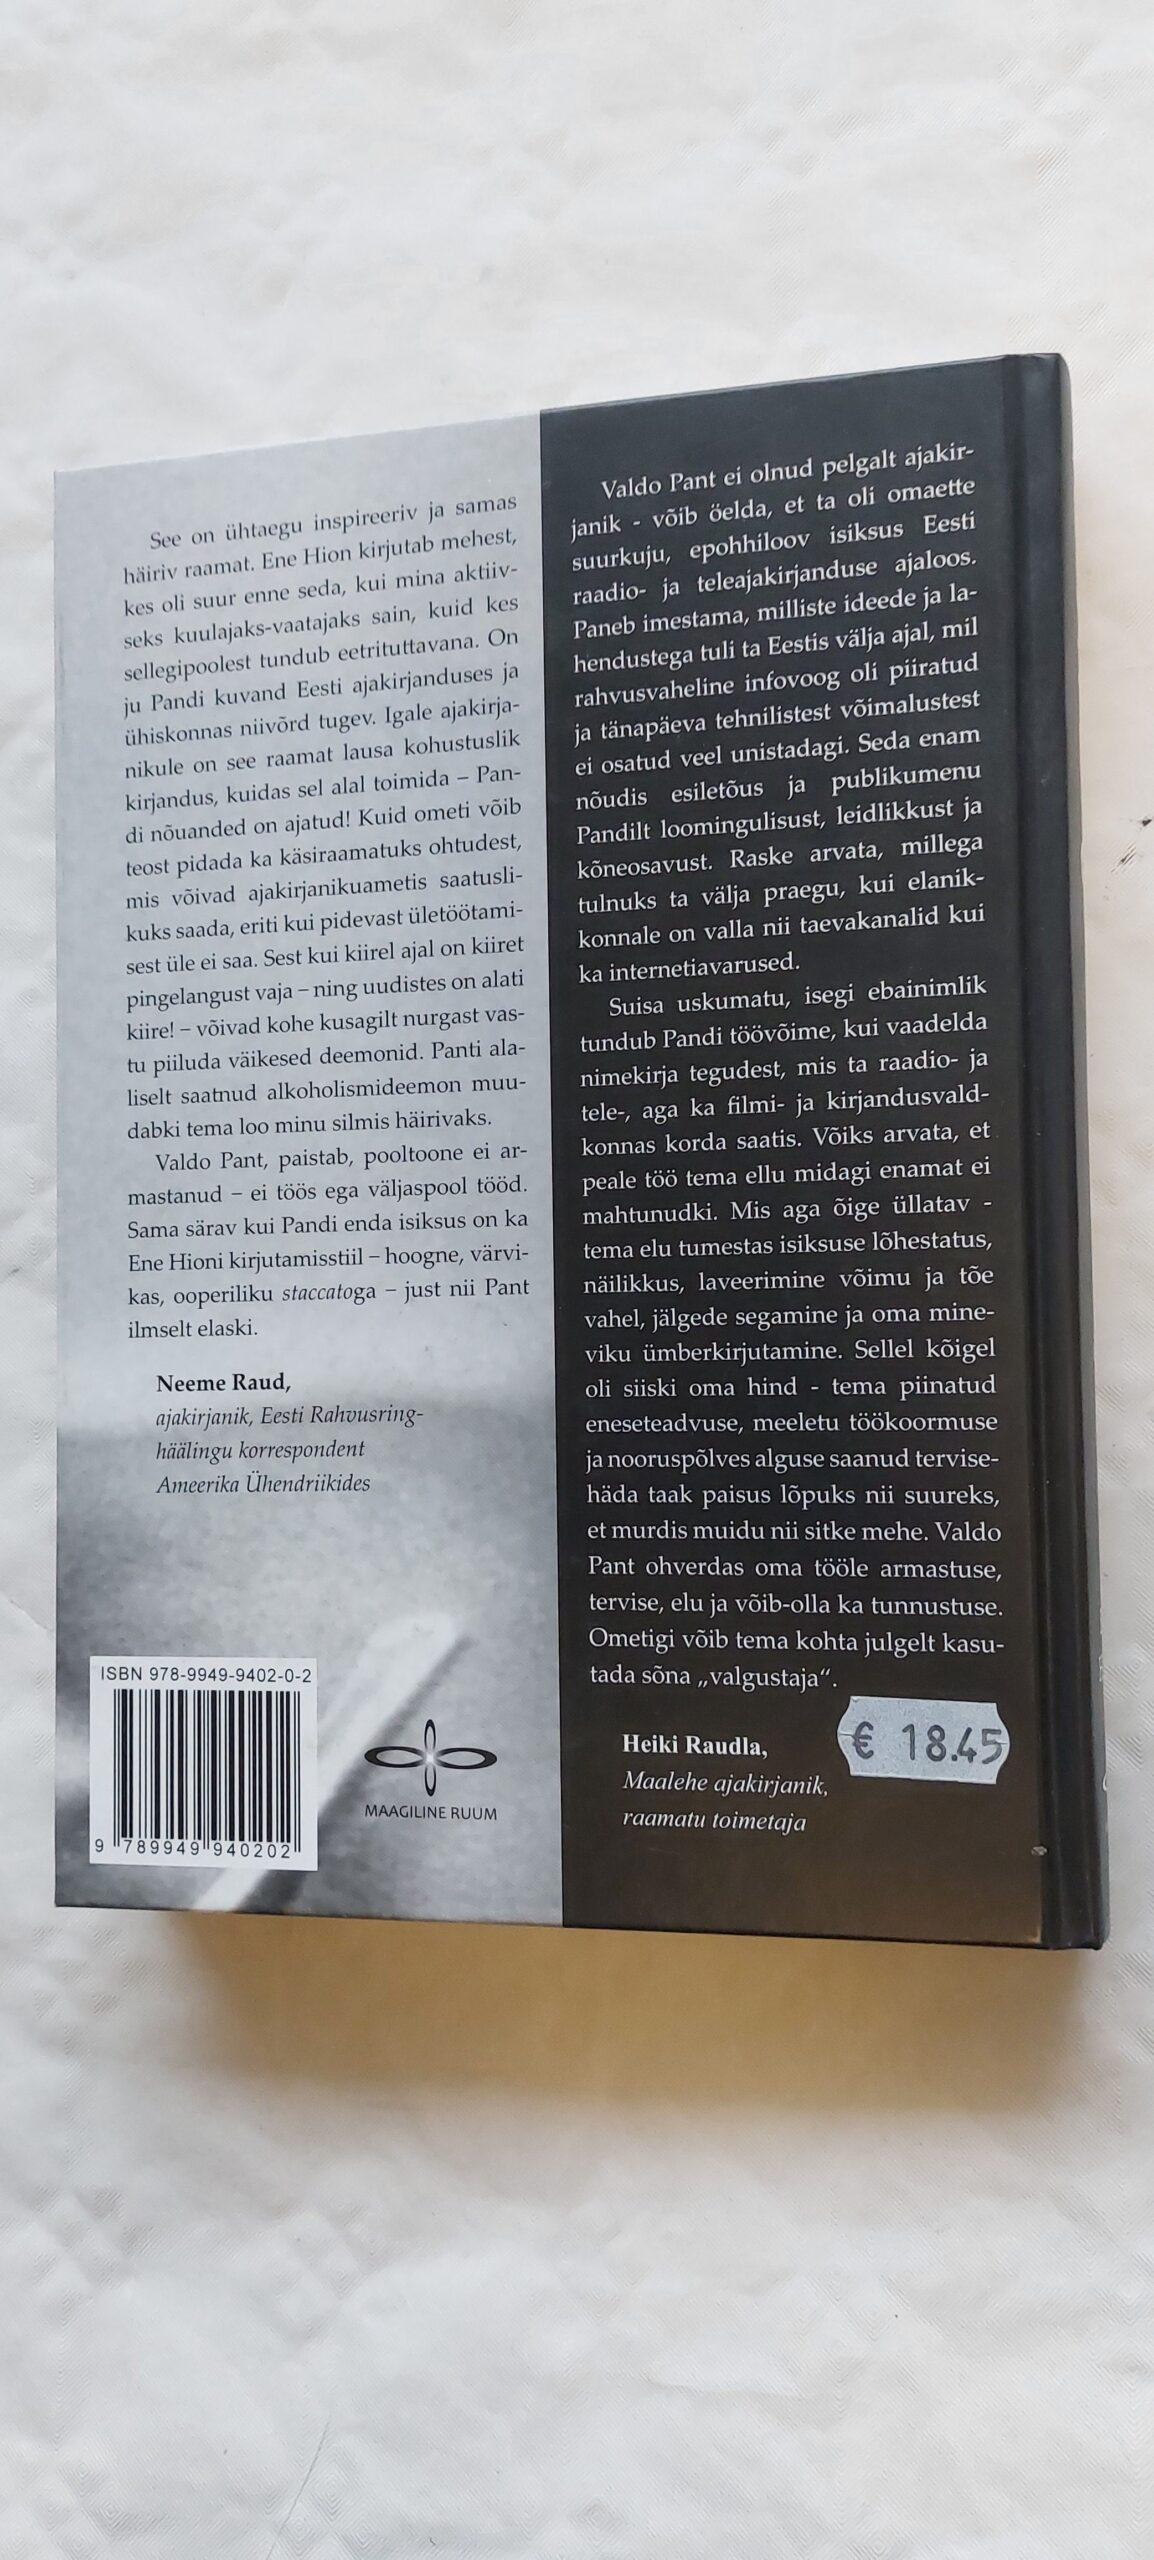 See on ühtaegu inspireeriv ja samas
häiriv raamat. Ene Hion kirjutab mehest,
kes oli suur enne seda, kui mina aktiiv-
seks kuulajaks-vaatajaks sain, kuid kes
sellegipoolest tundub eetrituttavana. On
ju Pandi kuvand Eesti ajakirjanduses ja
ühiskonnas niivõrd tugev. Igale ajakirja-
nikule on see raamat lausa kohustuslik
kirjandus, kuidas sel alal toimida – Pan-
di nõuanded on ajatud! Kuid ometi võib
teost pidada ka käsiraamatuks ohtudest,
mis võivad ajakirjanikuametis saatusli-
kuks saada, eriti kui pidevast ületöötami-
sest üle ei saa. Sest kui kiirel ajal on kiiret
pingelangust vaja – ning uudistes on alati
kiire! – võivad kohe kusagilt nurgast vas-
tu piiluda väikesed deemonid. Panti ala-
liselt saatnud alkoholismideemon muu-
dabki tema loo minu silmis häirivaks.
Valdo Pant, paistab, pooltoone ei ar-
mastanud – ei töös ega väljaspool tööd.
Sama särav kui Pandi enda isiksus on ka
Ene Hioni kirjutamisstiil – hoogne, värvi-
kas, ooperiliku staccatoga – just nii Pant
ilmselt elaski.
Neeme Raud,
ajakirjanik, Eesti Rahvusring-
häälingu korrespondent
Ameerika Ühendriikides
ISBN 978-9949-9402-0-2
9 789949 940202
MAAGILINE RUUM
Valdo Pant ei olnud pelgalt ajakir-
janik - võib öelda, et ta oli omaette
suurkuju, epohhiloov isiksus Eesti
raadio- ja teleajakirjanduse ajaloos.
Paneb imestama, milliste ideede ja la-
hendustega tuli ta Eestis välja ajal, mil
rahvusvaheline infovoog oli piiratud
ja tänapäeva tehnilistest võimalustest
ei osatud veel unistadagi. Seda enam
nõudis esiletõus ja publikumenu
Pandilt loomingulisust, leidlikkust ja
kõneosavust. Raske arvata, millega
tulnuks ta välja praegu, kui elanik-
konnale on valla nii taevakanalid kui
ka internetiavarused.
Suisa uskumatu, isegi ebainimlik
tundub Pandi töövõime, kui vaadelda
nimekirja tegudest, mis ta raadio- ja
tele-, aga ka filmi- ja kirjandusvald-
konnas korda saatis. Võiks arvata, et
peale töö tema ellu midagi enamat ei
mahtunudki. Mis aga õige üllatav -
tema elu tumestas isiksuse lõhestatus,
näilikkus, laveerimine võimu ja tõe
vahel, jälgede segamine ja oma mine-
viku ümberkirjutamine. Sellel kõigel
oli siiski oma hind - tema piinatud
eneseteadvuse, meeletu töökoormuse
ja nooruspõlves alguse saanud tervise-
häda taak paisus lõpuks nii suureks,
et murdis muidu nii sitke mehe. Valdo
Pant ohverdas oma tööle armastuse,
tervise, elu ja võib-olla ka tunnustuse.
Ometigi võib tema kohta julgelt kasu-
tada sõna „valgustaja“.
Heiki Raudla,
Maalehe ajakirjanik,
raamatu toimetaja
€ 18.45